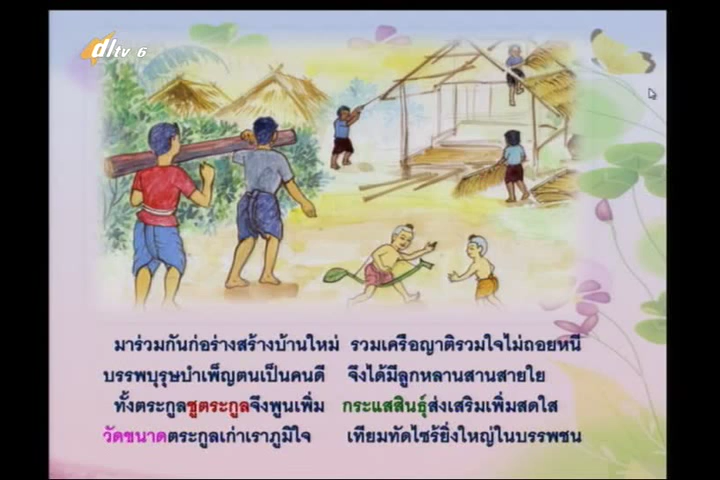 dltv 6
มาร่วมกันก่อร่างสร้างบ้านใหม่ รวมเครือญาติรวมใจไม่ถอยหนี
บรรพบุรุษบำเพ็ญตนเป็นคนดี จึงได้มีลูกหลานสานสายใย
ทั้งตระกูลชูตระกูลจึงพูนเพิ่ม กระแสสินธุ์ส่งเสริมเพิ่มสดใส
วัดขนาดตระกูลเก่าเราภูมิใจ เทียมทัดไซร้ยิ่งใหญ่ในบรรพชน